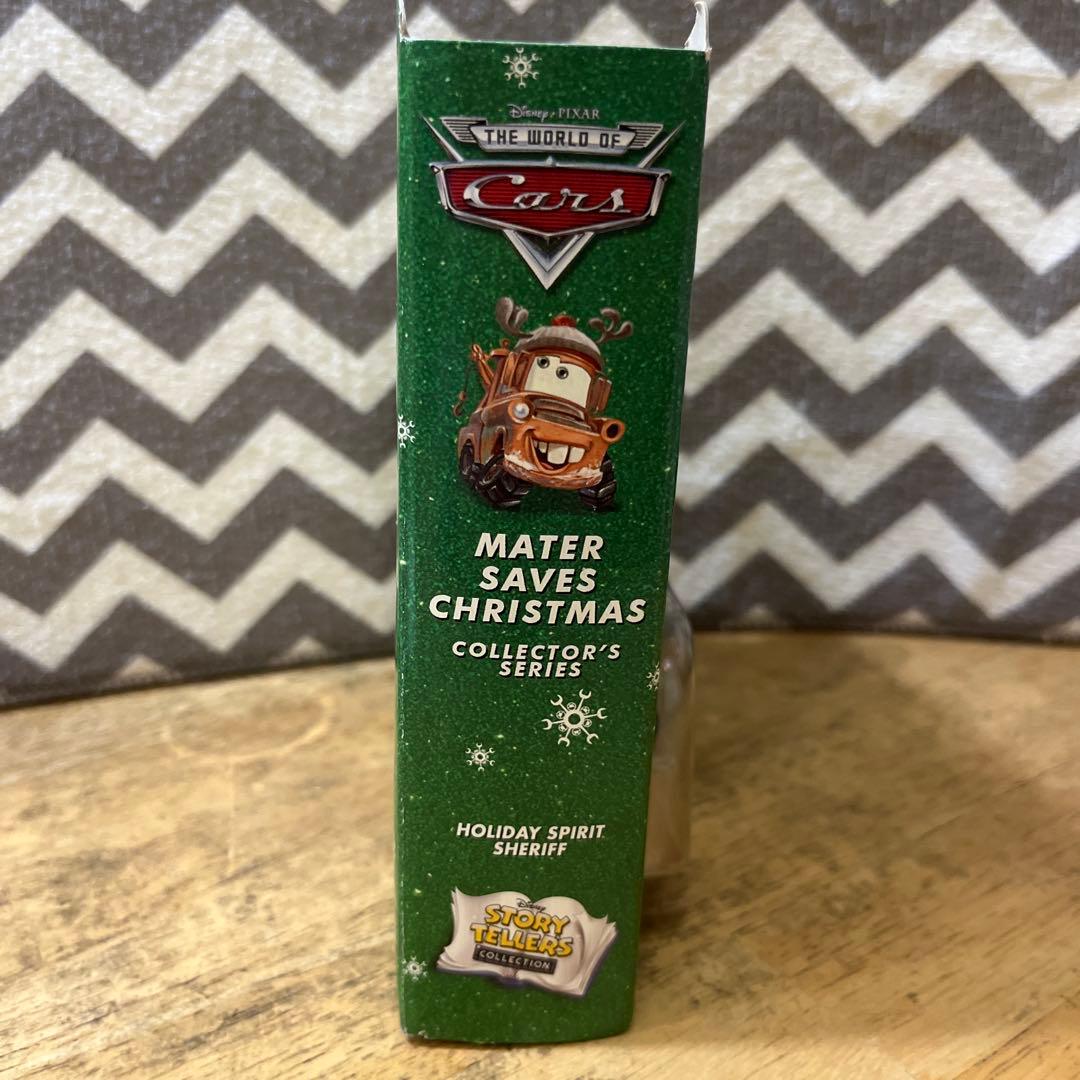 Disney • PIXAR
THE WORLD OF
Cars
MATER
SAVES
CHRISTMAS
COLLECTOR'S
SERIES
HOLIDAY SPIRIT
SHERIFF
Disney
STORY
TELLERS
COLLECTION